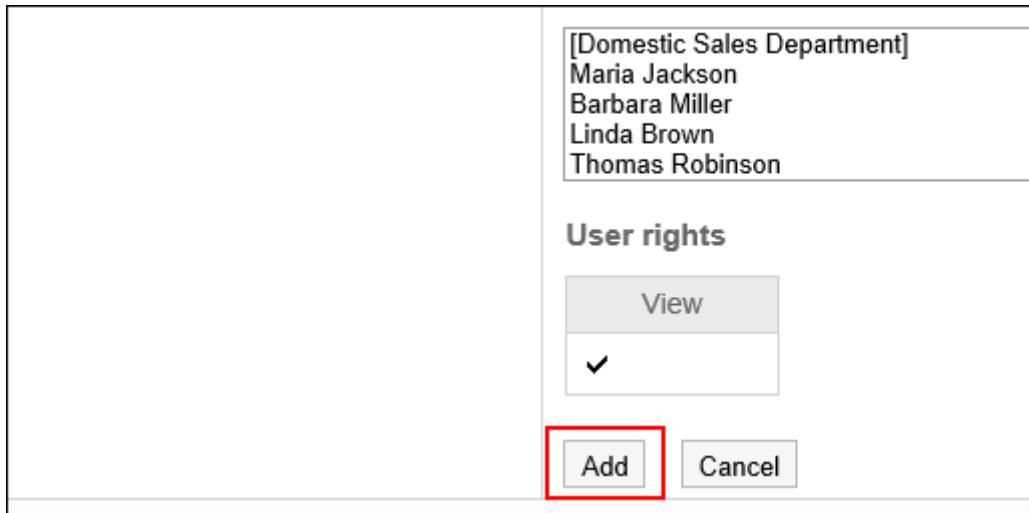 [Domestic Sales Department]
Maria Jackson
Barbara Miller
Linda Brown
Thomas Robinson
User rights
View
Add Cancel